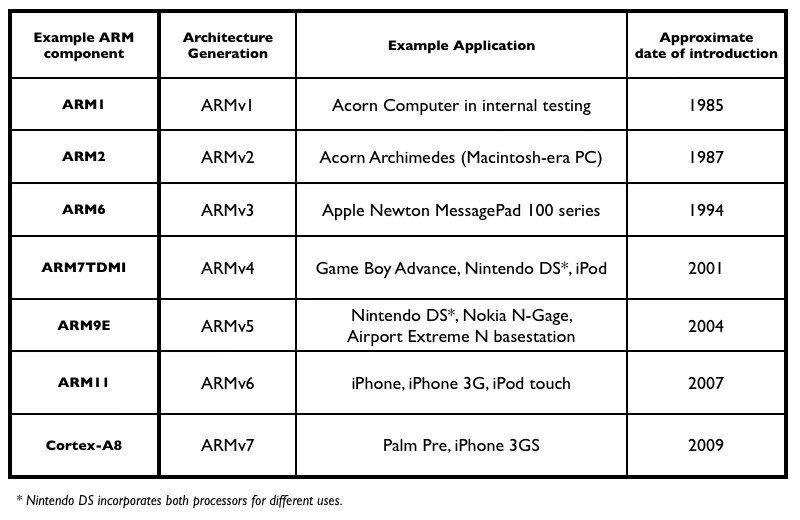 Example ARM component
Architecture Generation
Example Application
Approximate date of introduction
ARM1
ARMv1
Acorn Computer in internal testing
1985
ARM2
ARMv2
Acorn Archimedes (Macintosh-era PC)
1987
ARM6
ARMv3
Apple Newton MessagePad 100 series
1994
ARM7TDMI
ARMv4
Game Boy Advance, Nintendo DS*, iPod
2001
ARM9E
ARMv5
Nintendo DS*, Nokia N-Gage,
Airport Extreme N basestation
2004
ARM11
ARMv6
iPhone, iPhone 3G, iPod touch
2007
Cortex-A8
ARMv7
Palm Pre, iPhone 3GS
2009
* Nintendo DS incorporates both processors for different uses.